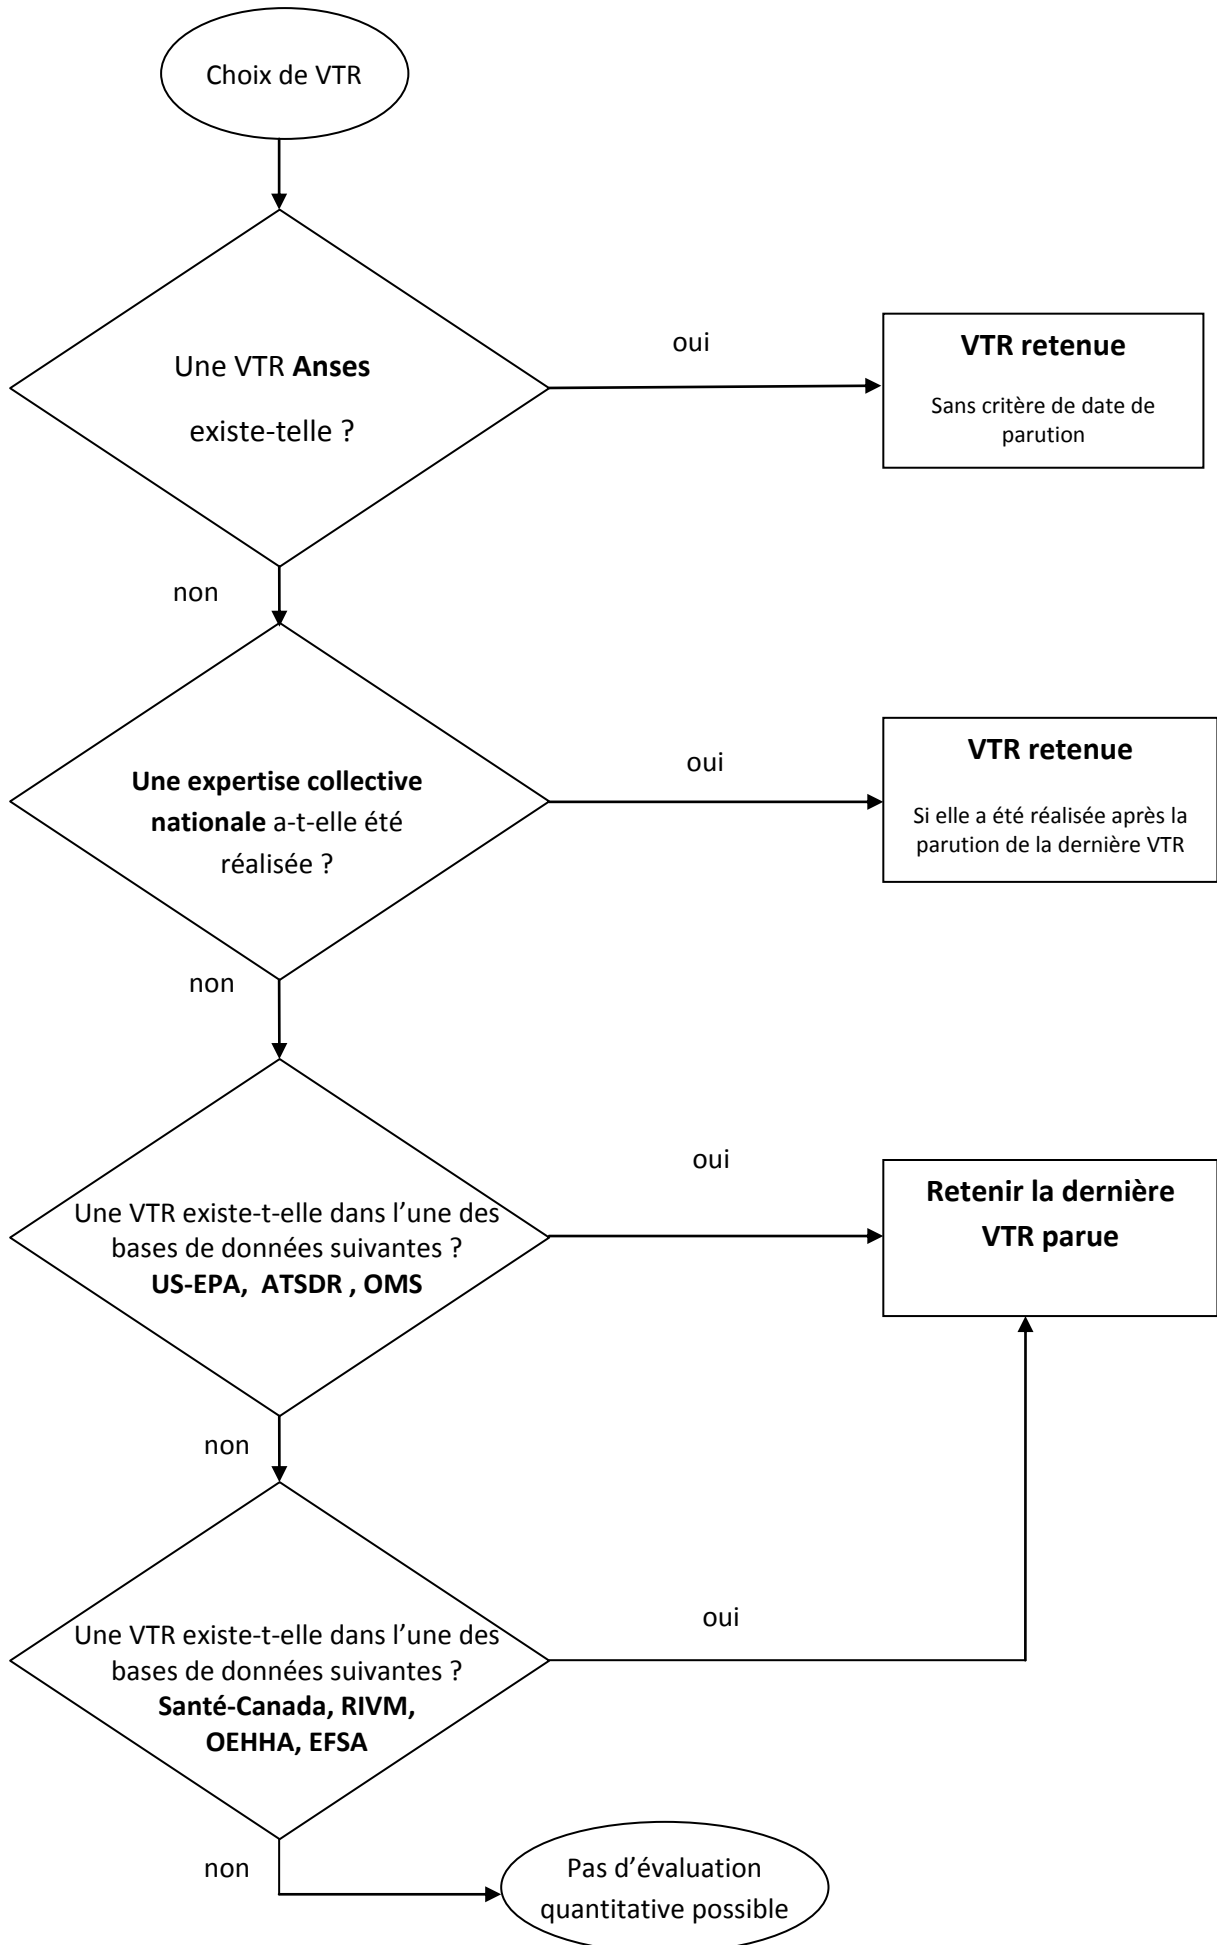 Choix de VTR
Une VTR Anses
existe-telle ?
oui
VTR retenue
Sans critère de date de
parution
non
Une expertise collective
nationale a-t-elle été
réalisée ?
oui
VTR retenue
Si elle a été réalisée après la
parution de la dernière VTR
non
Une VTR existe-t-elle dans l’une des
bases de données suivantes ?
US-EPA, ATSDR , OMS
oui
Retenir la dernière
VTR parue
non
Une VTR existe-t-elle dans l’une des
bases de données suivantes ?
Santé-Canada, RIVM,
OEHHA, EFSA
oui
non
Pas d’évaluation
quantitative possible